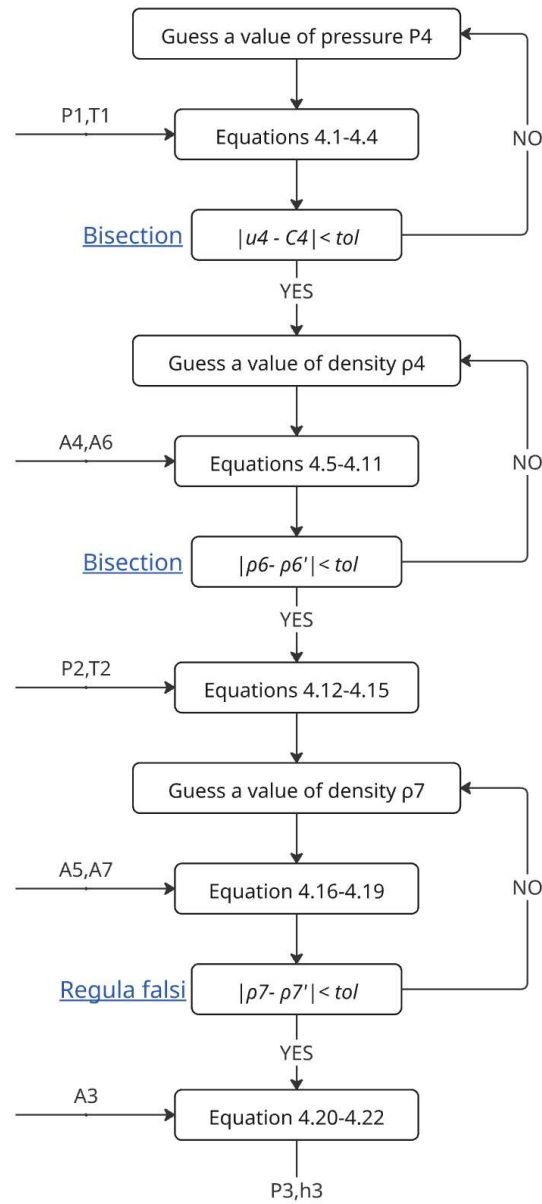 Guess a value of pressure P4
P1,T1
Equations 4.1-4.4
NO
Bisection
|u4 - C4|< tol
YES
Guess a value of density ρ4
A4,A6
Equations 4.5-4.11
NO
Bisection
|ρ6- ρ6'|< tol
YES
P2,T2
Equations 4.12-4.15
Guess a value of density ρ7
A5,A7
Equation 4.16-4.19
NO
Regula falsi
|ρ7- ρ7'|< tol
YES
A3
Equation 4.20-4.22
P3,h3